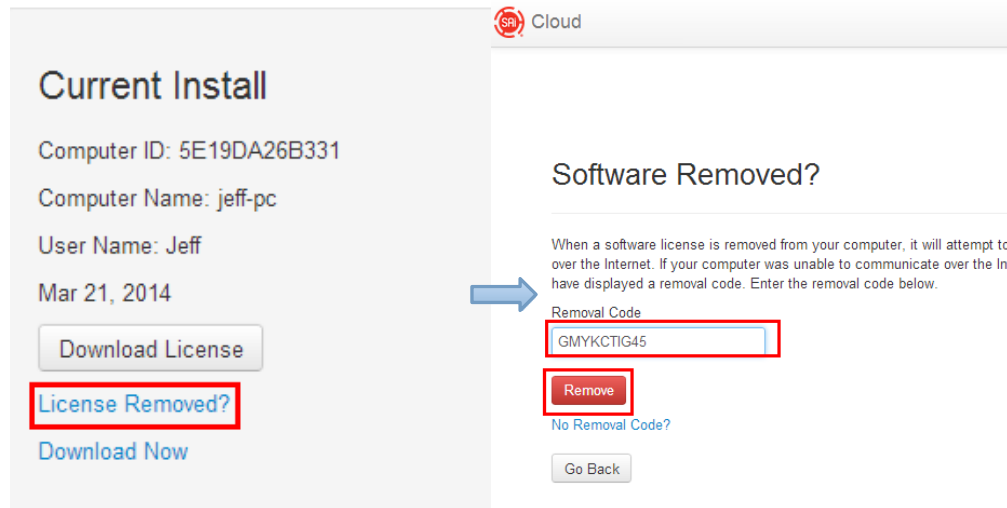 Current Install
Computer ID: 5E19DA26B331
Computer Name: jeff-pc
User Name: Jeff
Mar 21, 2014
Download License
License Removed?
Download Now
SAi Cloud
Software Removed?
When a software license is removed from your computer, it will attempt to
over the Internet. If your computer was unable to communicate over the In
have displayed a removal code. Enter the removal code below.
Removal Code
GMYKCTIG45
Remove
No Removal Code?
Go Back